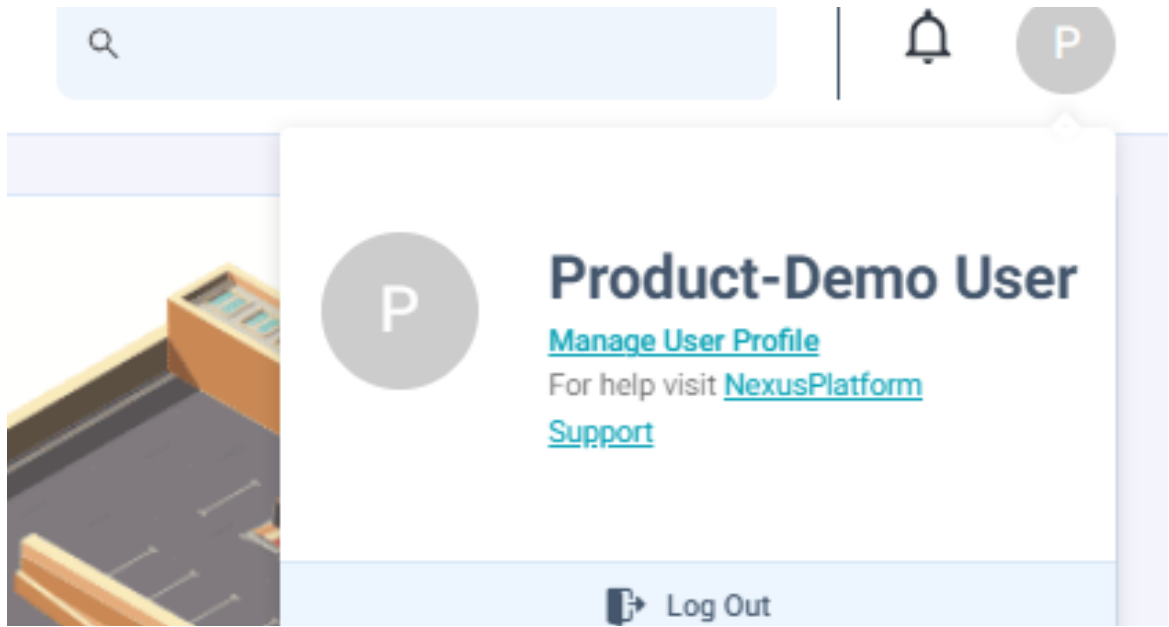 P
P
Product-Demo User
Manage User Profile
For help visit NexusPlatform
Support
Log Out